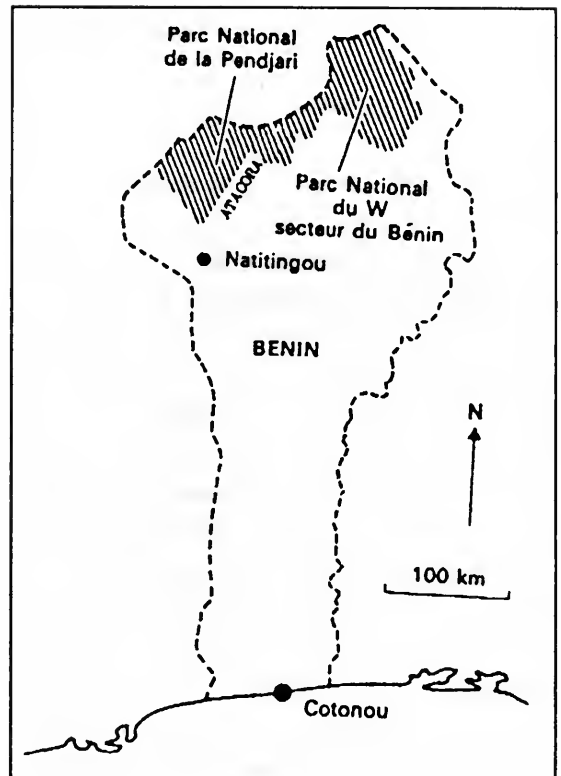 Parc National
de la Pendjari
ATACORA
Parc National
du W
secteur du Bénin
Natitingou
BENIN
N
100 km
Cotonou